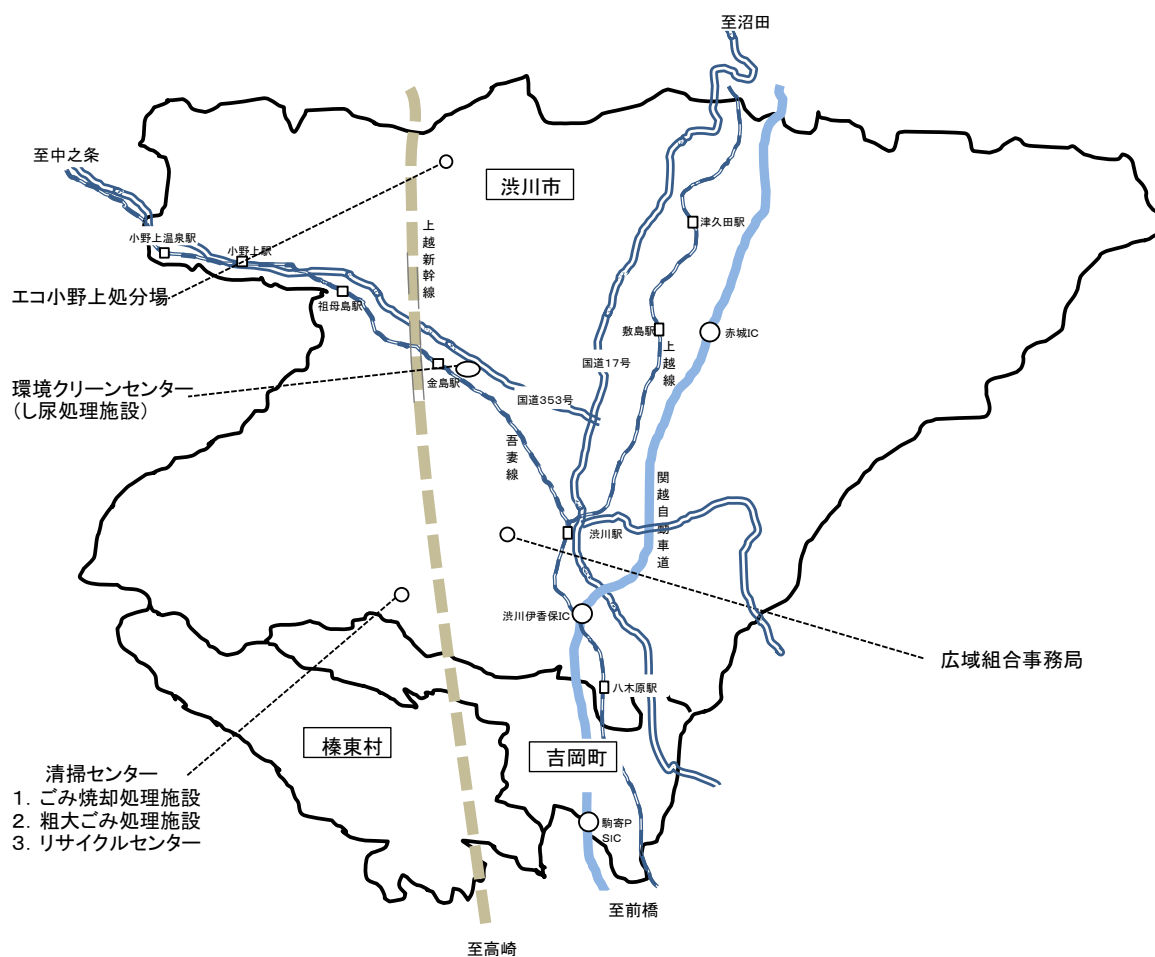 至沼田
至中之条
渋川市
津久田駅
小野上温泉駅
小野上駅
上越新幹線
エコ小野上処分場
祖母島駅
敷島駅
赤城IC
上越線
国道17号
環境クリーンセンター
(し尿処理施設)
金島駅
国道353号
吾妻線
関越自動車道
渋川駅
渋川伊香保IC
広域組合事務局
八木原駅
榛東村
吉岡町
清掃センター
1. ごみ焼却処理施設
2. 粗大ごみ処理施設
3. リサイクルセンター
駒寄P
SIC
至前橋
至高崎